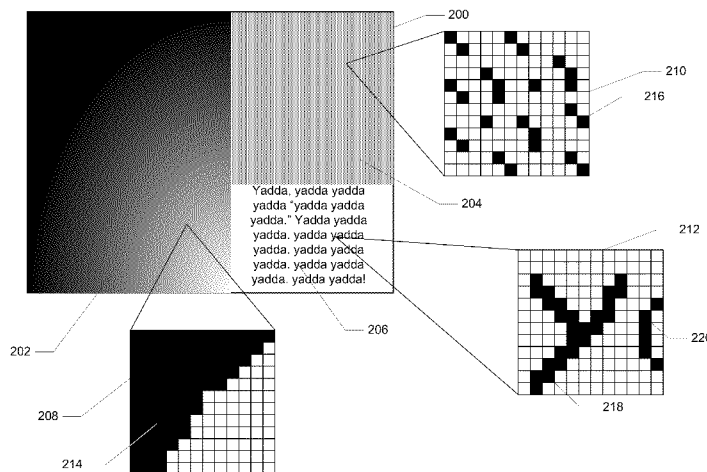 200
210
216
204
Yadda, yadda yadda
yadda “yadda yadda
yadda.” Yadda yadda
yadda. yadda yadda
yadda. yadda yadda
yadda. yadda yadda
yadda. yadda yadda!
212
206
220
202
218
208
214